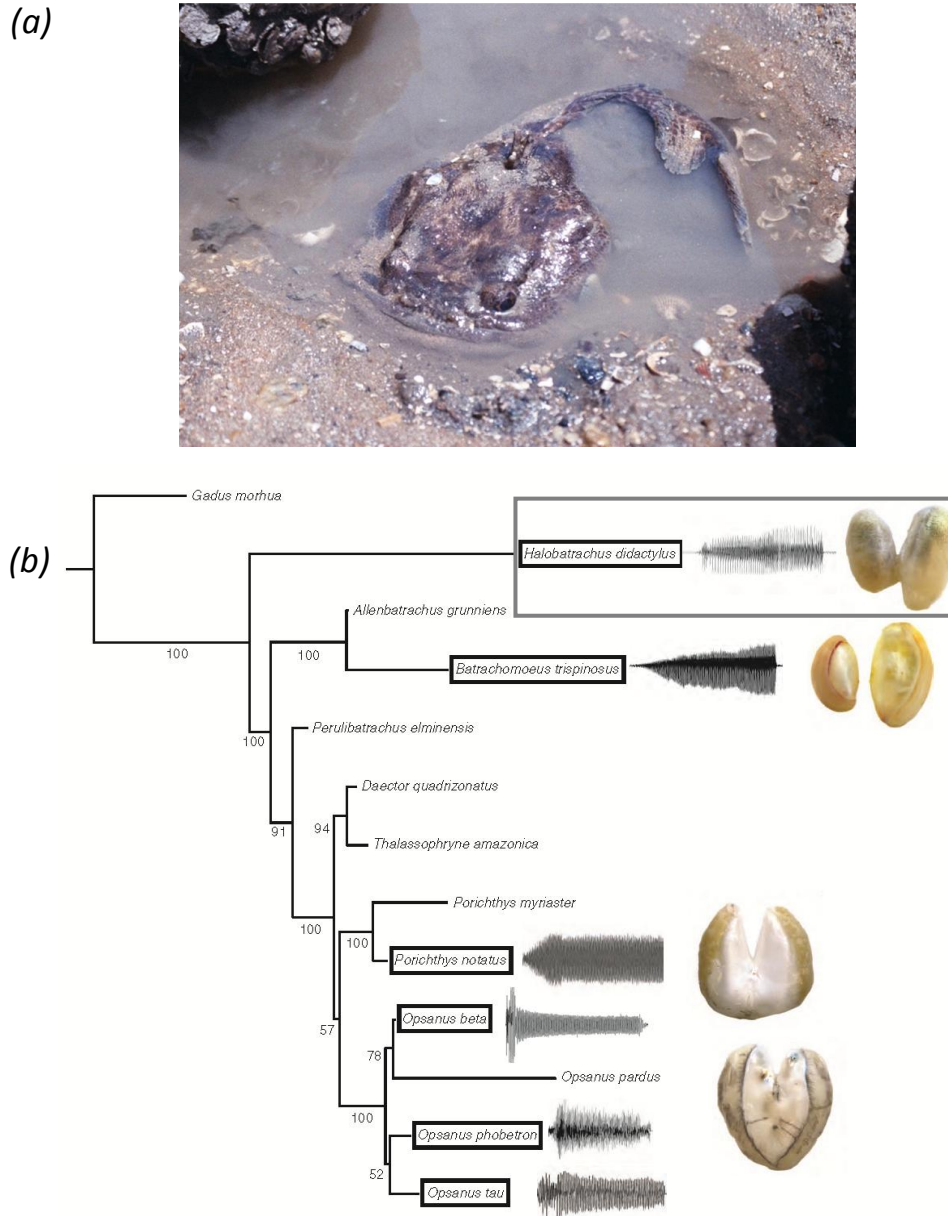 (a)
Gadus morhua
(b)
Halobatrachus didactylus
Allenbatrachus grunniens
100
100
Batrachomoeus trispinosus
Perulibatrachus elminensis
100
Daector quadrizonatus
94
91
Thalassophryne amazonica
Porichthys myriaster
100
100
Porichthys notatus
Opsanus beta
57
78
Opsanus pardus
100
Opsanus phobetron
52
Opsanus tau